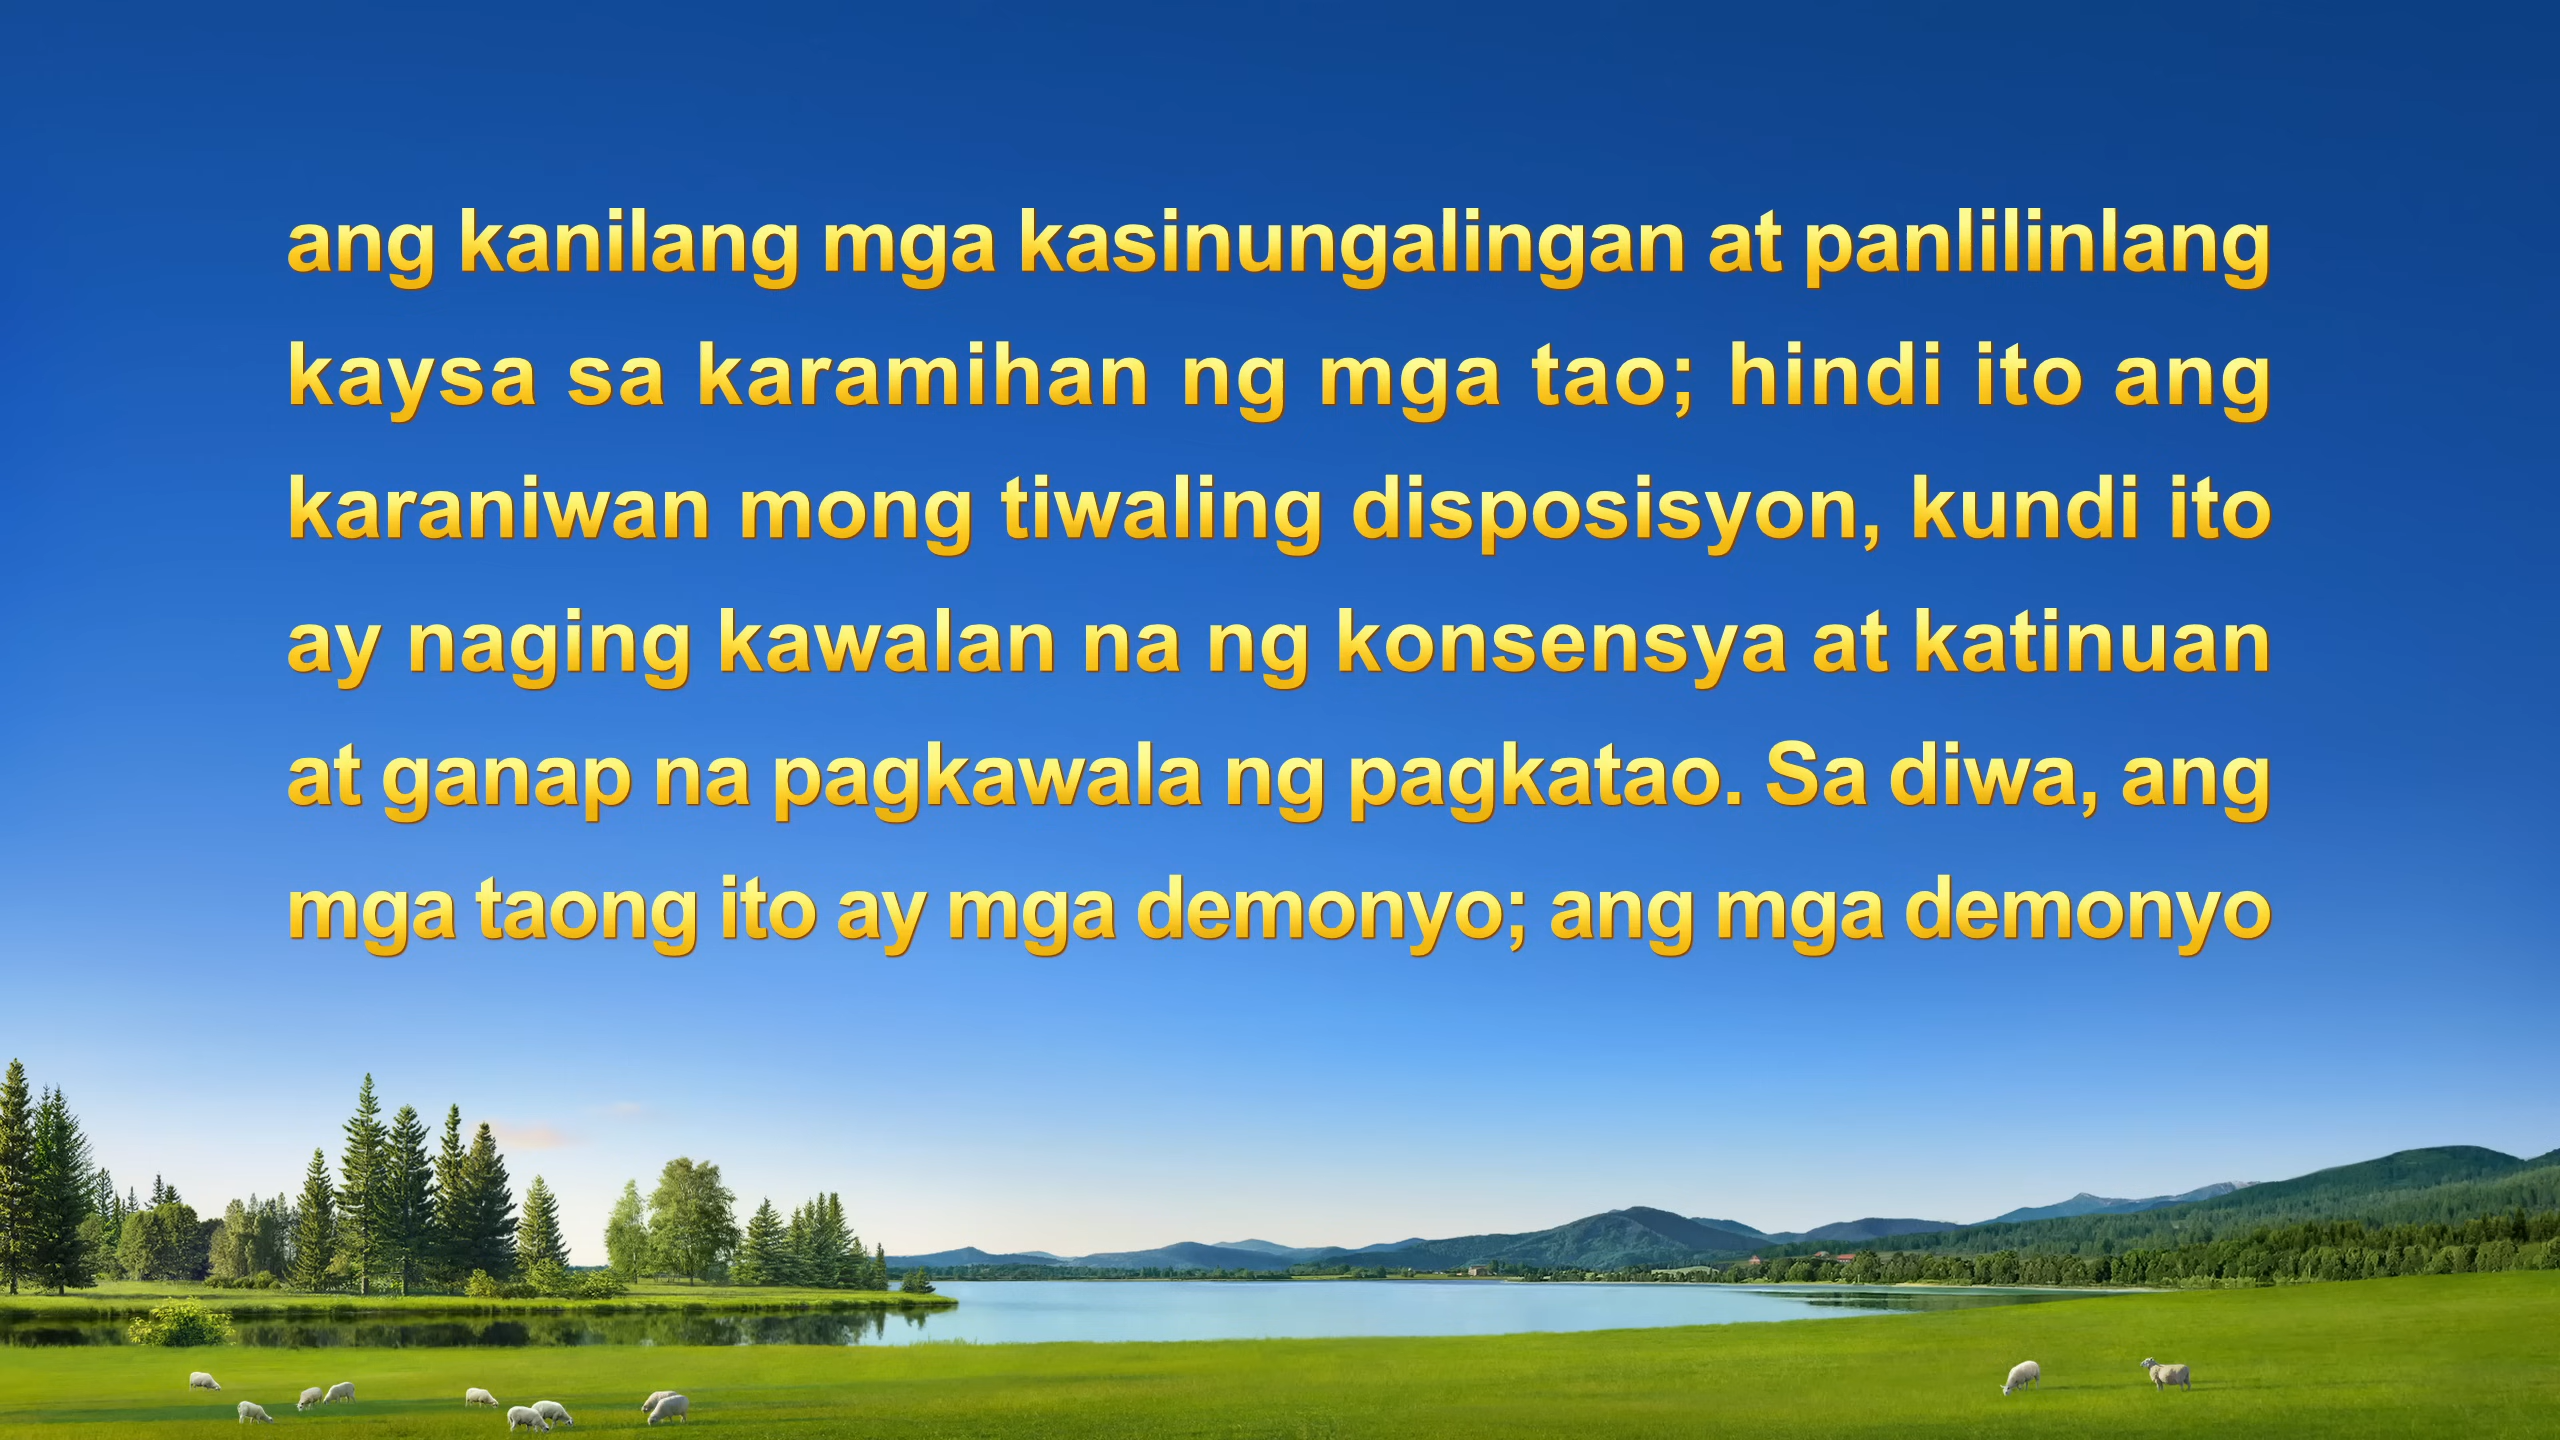 ang kanilang mga kasinungalingan at panlilinlang
kaysa sa karamihan ng mga tao; hindi ito ang
karaniwan mong tiwaling disposisyon, kundi ito
ay naging kawalan na ng konsensya at katinuan
at ganap na pagkawala ng pagkatao. Sa diwa, ang
mga taong ito ay mga demonyo; ang mga demonyo